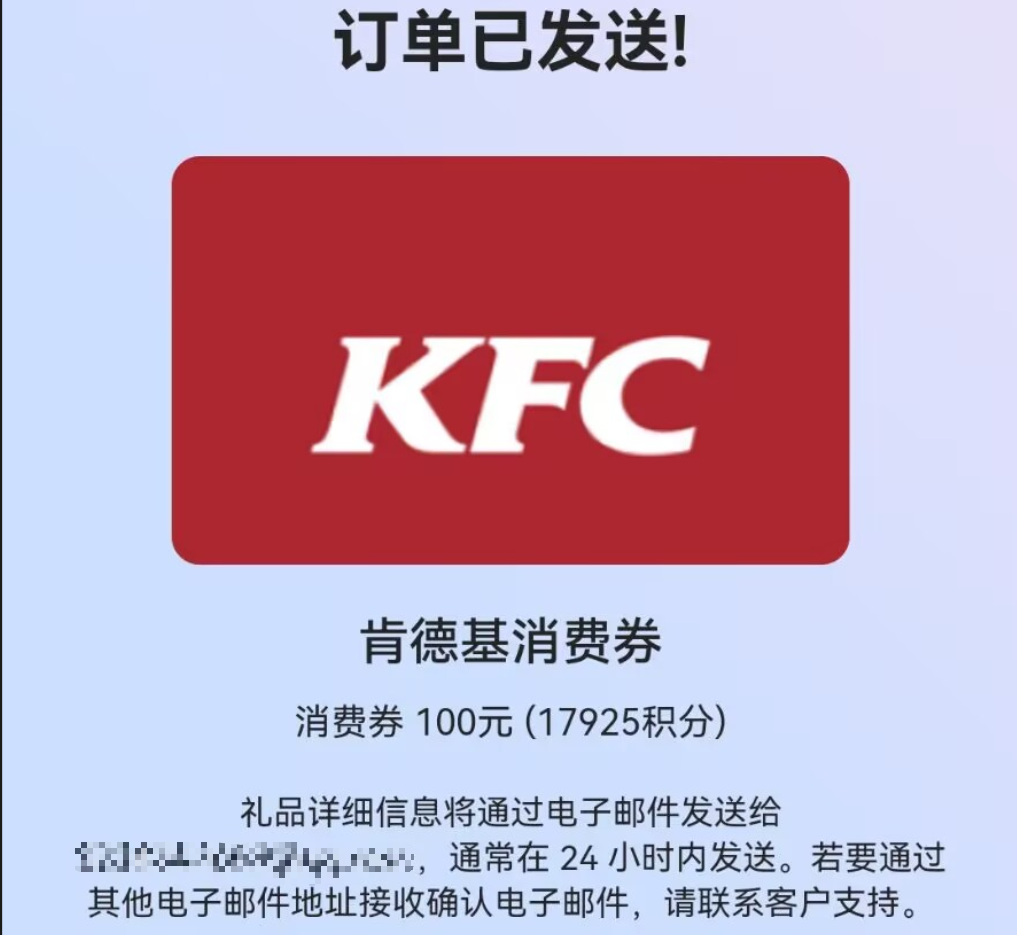 订单已发送!
KFC
肯德基消费券
消费券 100元 (17925积分)
礼品详细信息将通过电子邮件发送给
，通常在 24 小时内发送。若要通过
其他电子邮件地址接收确认电子邮件，请联系客户支持。